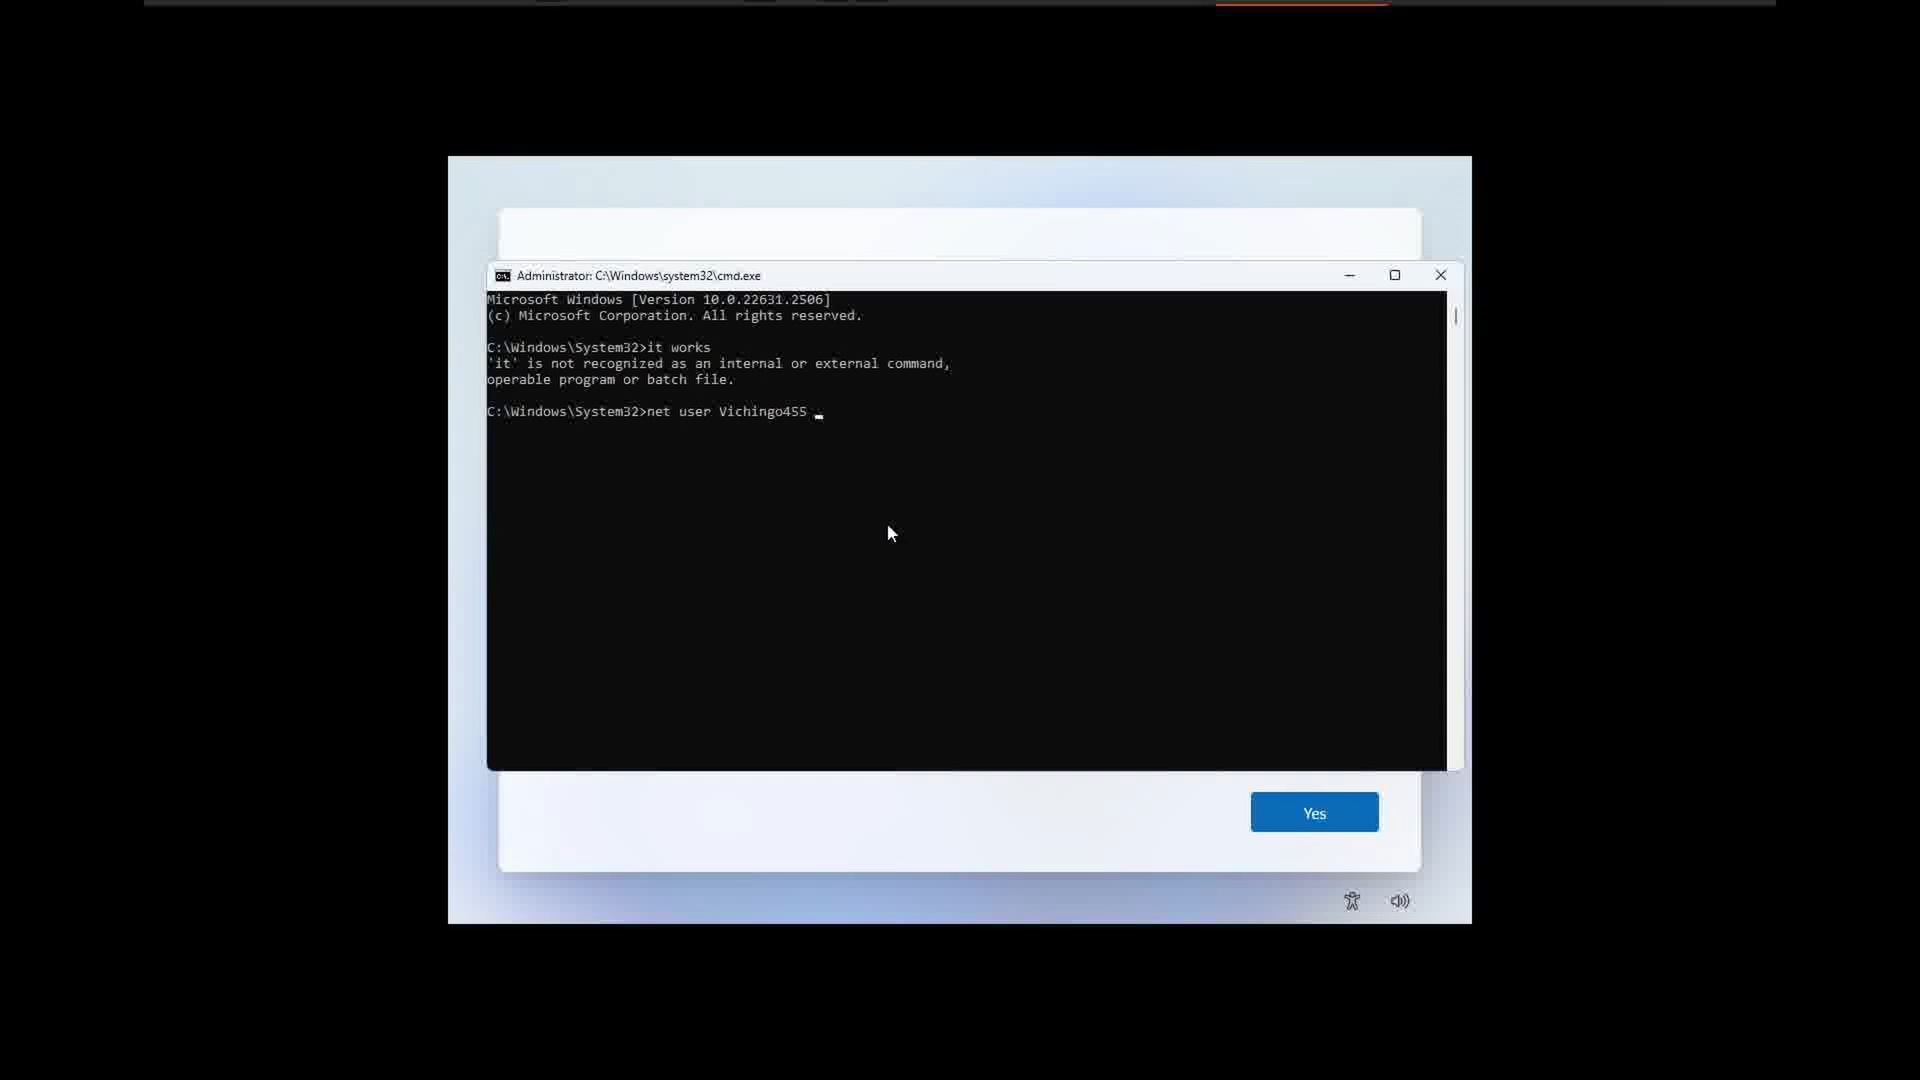 Administrator: C:\Windows\system32\cmd.exe
Microsoft Windows [Version 10.0.22631.2506]
(c) Microsoft Corporation. All rights reserved.
C:\Windows\System32>it works
'it' is not recognized as an internal or external command,
operable program or batch file.
C:\Windows\System32>net user Vichingo455 _
Yes